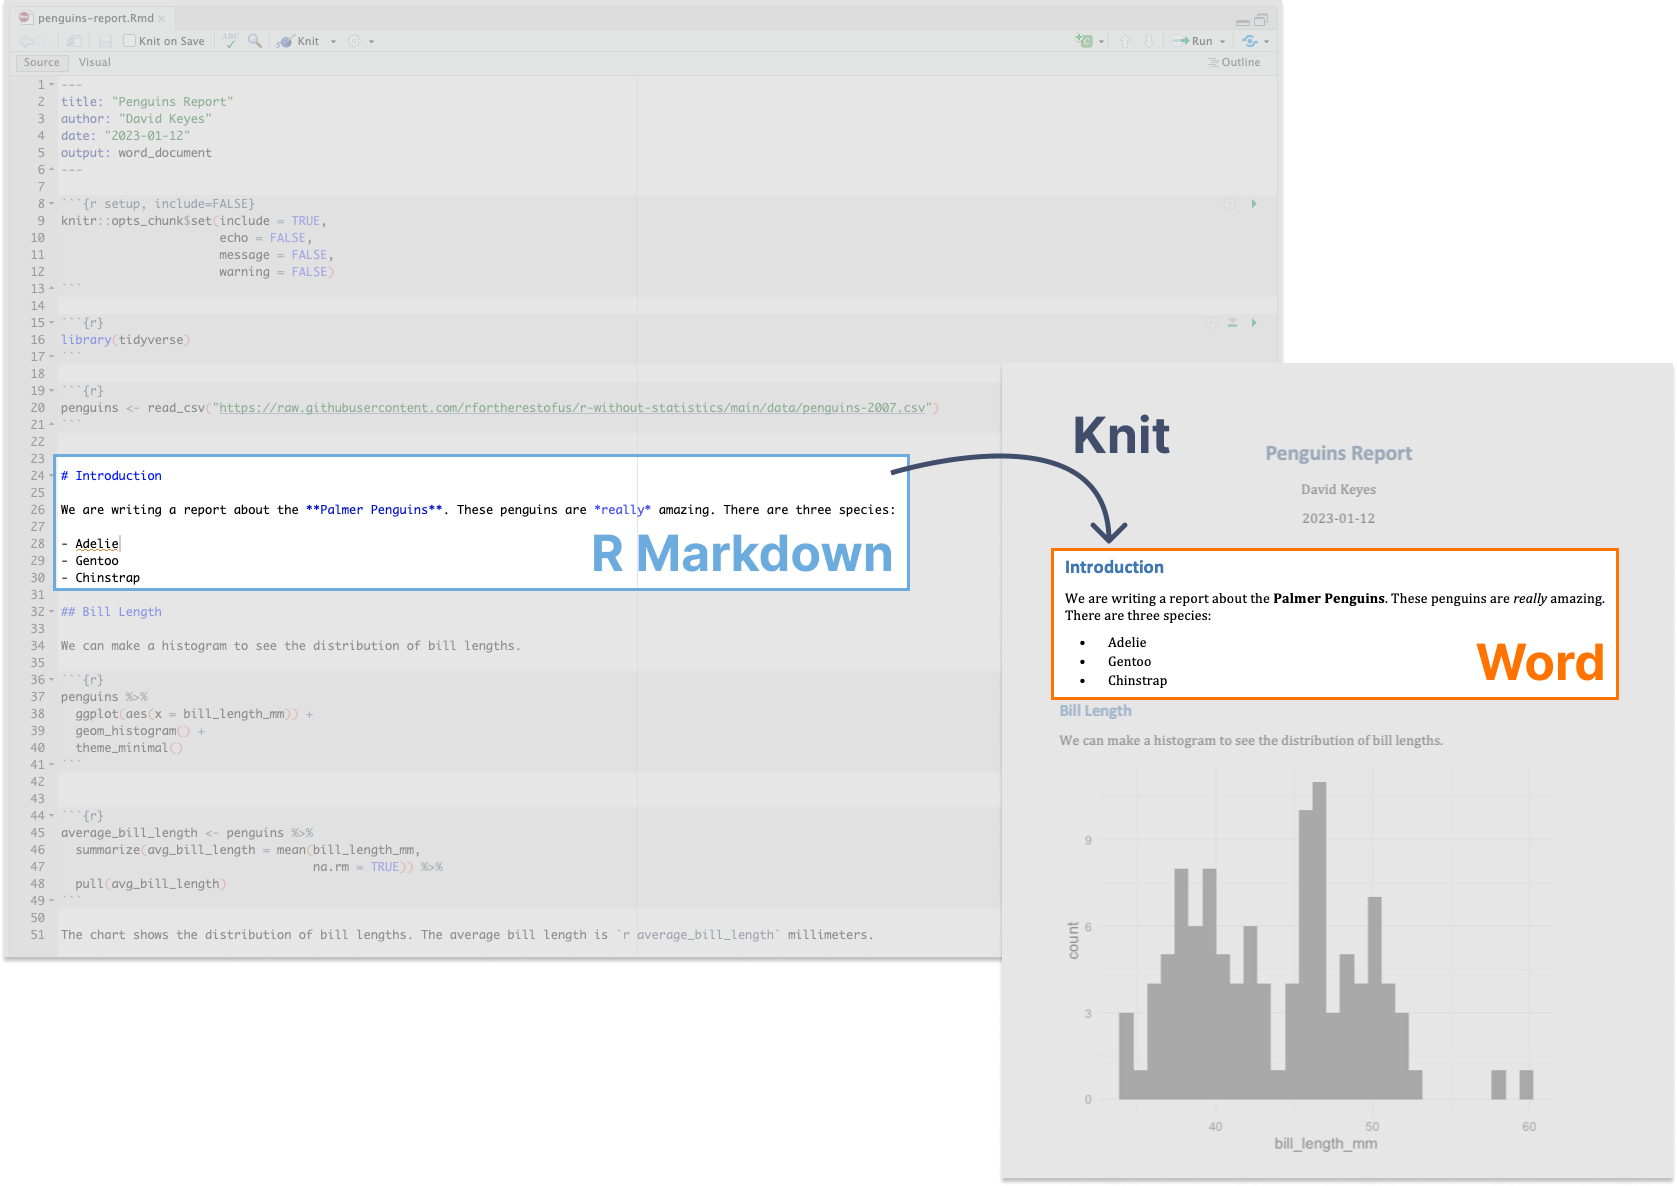 penguins-report.Rmd
Knit on Save
ABC
Knit
Run
Source
Visual
Outline
1 ---
2 title: "Penguins Report"
3 author: "David Keyes"
4 date: "2023-01-12"
5 output: word_document
6 ---
7
8 ```{r setup, include=FALSE}
9 knitr::opts_chunk$set(include = TRUE,
10 echo = FALSE,
11 message = FALSE,
12 warning = FALSE)
13 ```
14
15 ```{r}
16 library(tidyverse)
17 ```
18
19 ```{r}
20 penguins <- read_csv("https://raw.githubusercontent.com/rfortherestofus/r-without-statistics/main/data/penguins-2007.csv")
21 ```
22
23
24 # Introduction
25
26 We are writing a report about the **Palmer Penguins**. These penguins are *really* amazing. There are three species:
27
28 - Adelie
29 - Gentoo
30 - Chinstrap
R Markdown
31
32 ## Bill Length
33
34 We can make a histogram to see the distribution of bill lengths.
35
36 ```{r}
37 penguins %>%
38 ggplot(aes(x = bill_length_mm)) +
39 geom_histogram() +
40 theme_minimal()
41 ```
42
43
44 ```{r}
45 average_bill_length <- penguins %>%
46 summarize(avg_bill_length = mean(bill_length_mm,
47 na.rm = TRUE)) %>%
48 pull(avg_bill_length)
49 ```
50
51 The chart shows the distribution of bill lengths. The average bill length is `r average_bill_length` millimeters.
Knit
Penguins Report
David Keyes
2023-01-12
Introduction
We are writing a report about the Palmer Penguins. These penguins are really amazing.
There are three species:
• Adelie
• Gentoo
• Chinstrap
Word
Bill Length
We can make a histogram to see the distribution of bill lengths.
9
6
3
0
count
40 50 60
bill_length_mm